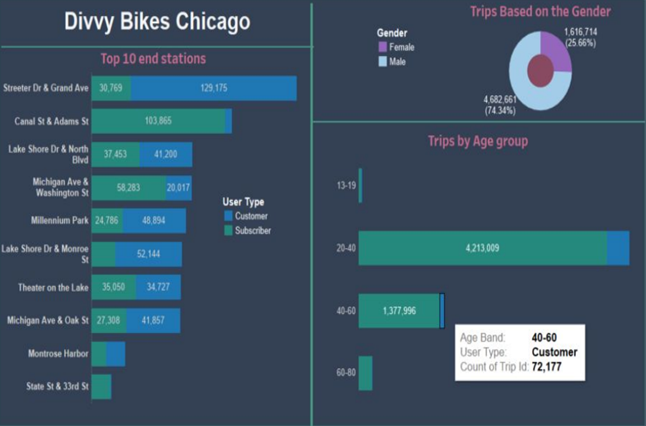 Divvy Bikes Chicago
Top 10 end stations
Streeter Dr & Grand Ave
30,769
129,175
Canal St & Adams St
103,865
Lake Shore Dr & North
Blvd
37,453
41,200
Michigan Ave &
Washington St
58,283
20,017
Millennium Park
24,786
48,894
Lake Shore Dr & Monroe
St
52,144
Theater on the Lake
35,050
34,727
Michigan Ave & Oak St
27,308
41,857
Montrose Harbor
State St & 33rd St
User Type
Customer
Subscriber
Trips Based on the Gender
Gender
Female
Male
1,616,714
(25.66%)
4,682,661
(74.34%)
Trips by Age group
13-19
20-40
4,213,009
40-60
1,377,996
60-80
Age Band: 40-60
User Type: Customer
Count of Trip Id: 72,177